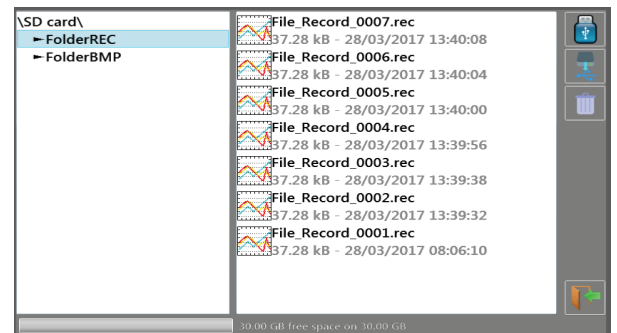 \SD card\
►FolderREC
►FolderBMP
File_Record_0007.rec
37.28 kB - 28/03/2017 13:40:08
File_Record_0006.rec
37.28 kB - 28/03/2017 13:40:04
File_Record_0005.rec
37.28 kB - 28/03/2017 13:40:00
File_Record_0004.rec
37.28 kB - 28/03/2017 13:39:56
File_Record_0003.rec
37.28 kB - 28/03/2017 13:39:38
File_Record_0002.rec
37.28 kB - 28/03/2017 13:39:32
File_Record_0001.rec
37.28 kB - 28/03/2017 08:06:10
30.00 GB free space on 30.00 GB